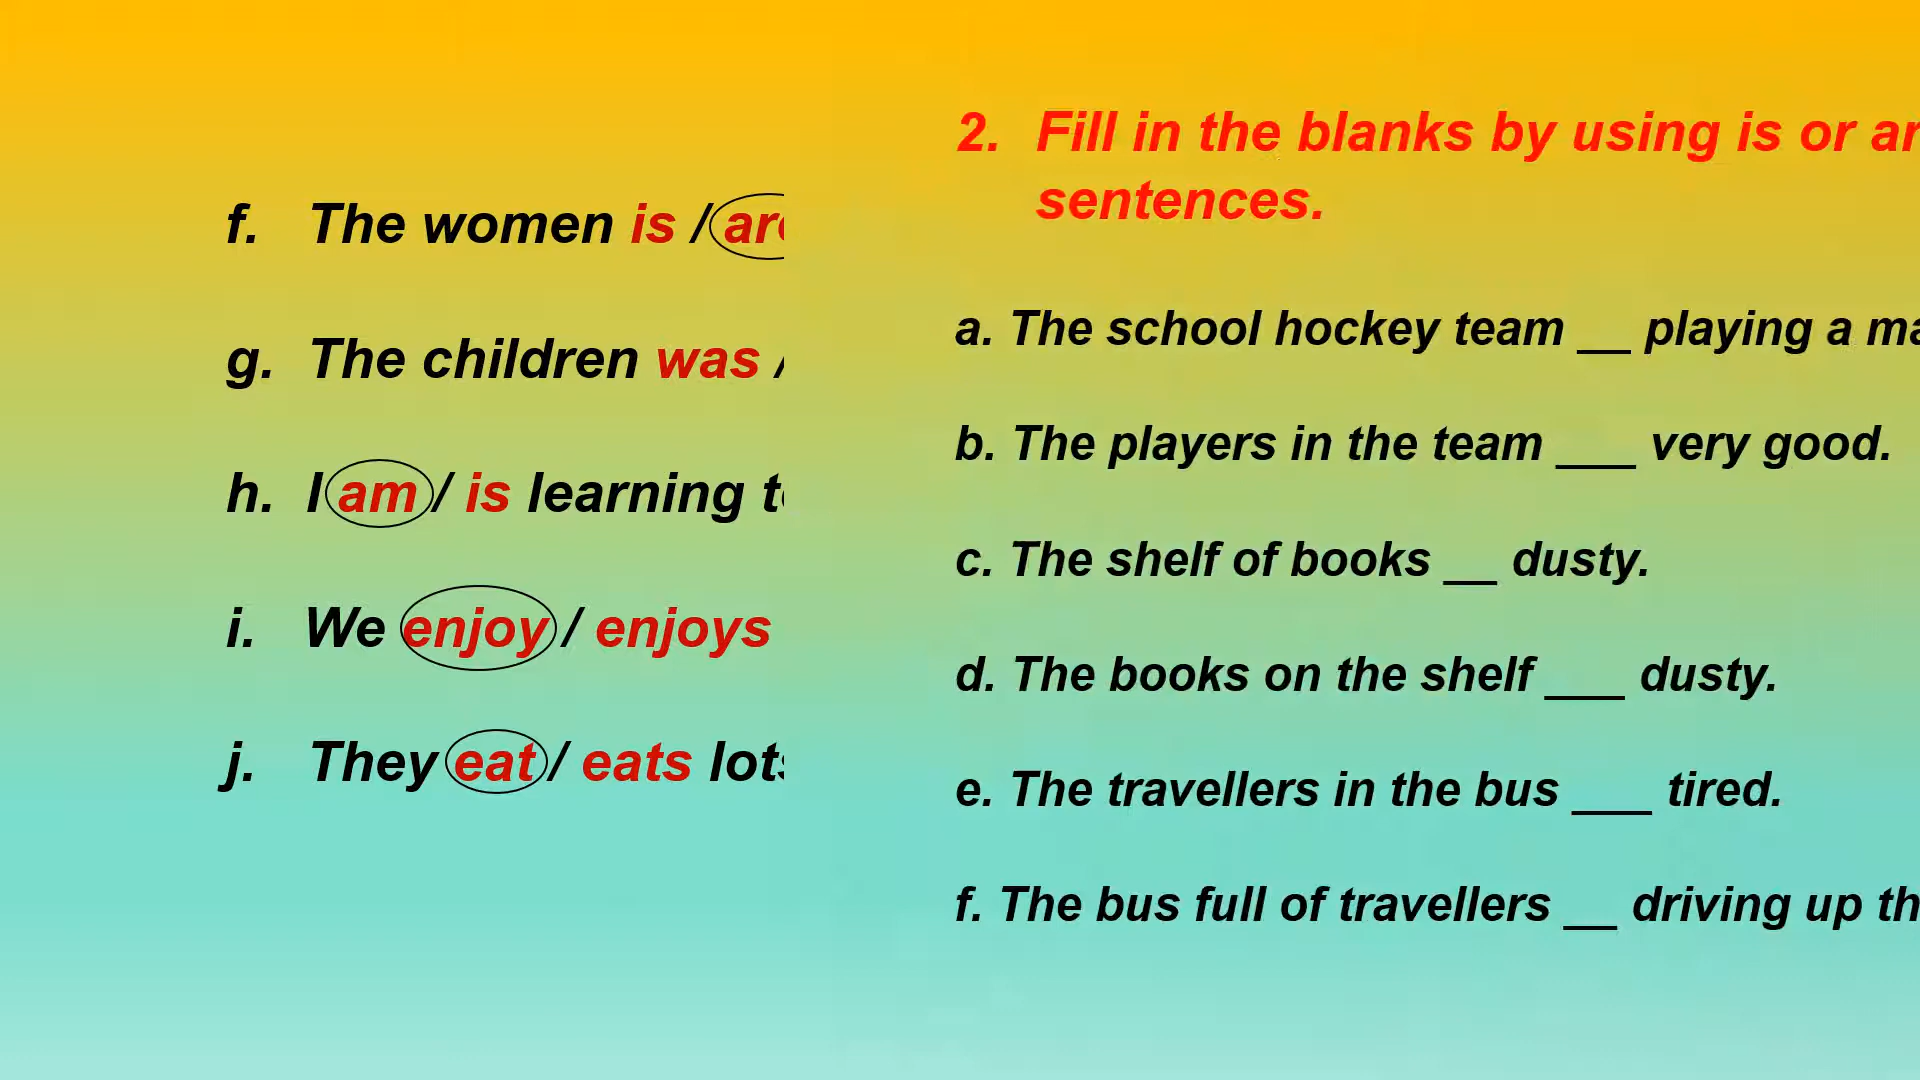 f. The women is /
g. The children was /
h. I am / is learning
i. We enjoy / enjoys
j. They eat / eats
2. Fill in the blanks by using is or
sentences.
a. The school hockey team __ playing a
b. The players in the team ___ very good.
c. The shelf of books __ dusty.
d. The books on the shelf ___ dusty.
e. The travellers in the bus ___ tired.
f. The bus full of travellers __ driving up